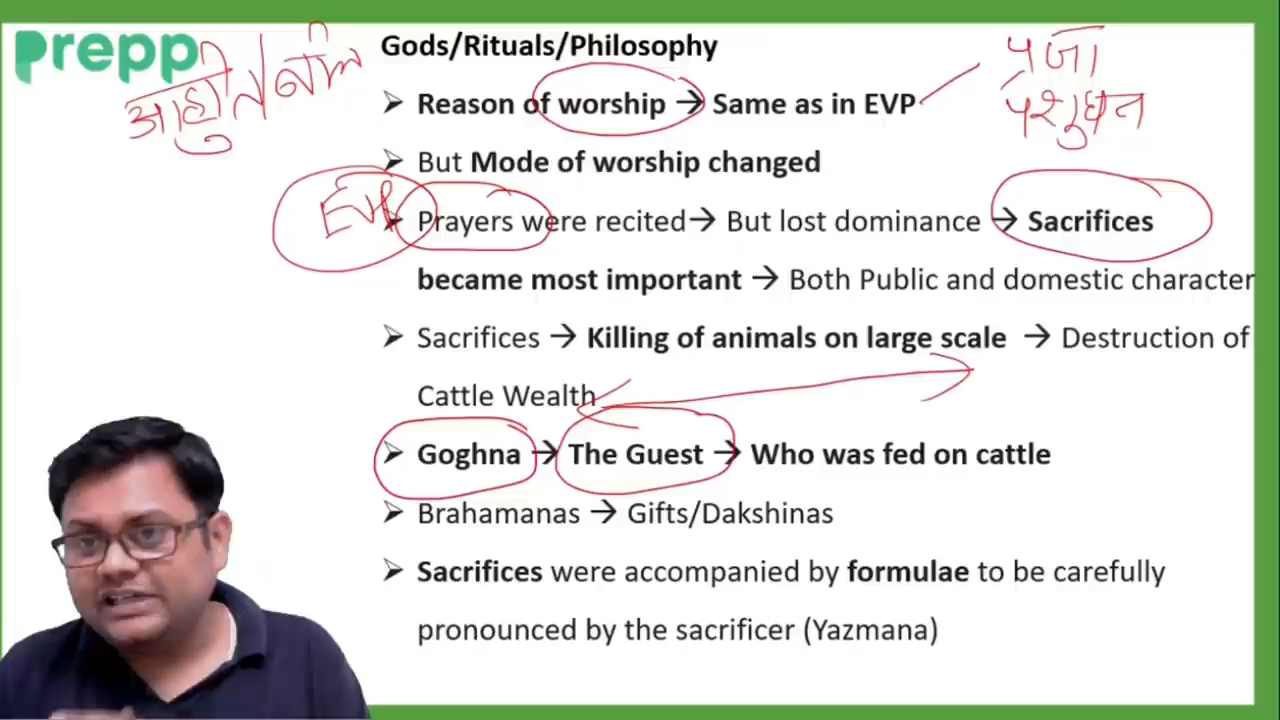 prepp
Gods/Rituals/Philosophy
पूजा
➢ Reason of worship → Same as in EVP
पशुधन
➢ But Mode of worship changed
EVP
➢ Prayers were recited→ But lost dominance → Sacrifices
became most important → Both Public and domestic character
➢ Sacrifices → Killing of animals on large scale → Destruction of
Cattle Wealth
➢ Goghna → The Guest → Who was fed on cattle
➢ Brahamanas → Gifts/Dakshinas
➢ Sacrifices were accompanied by formulae to be carefully
pronounced by the sacrificer (Yazmana)